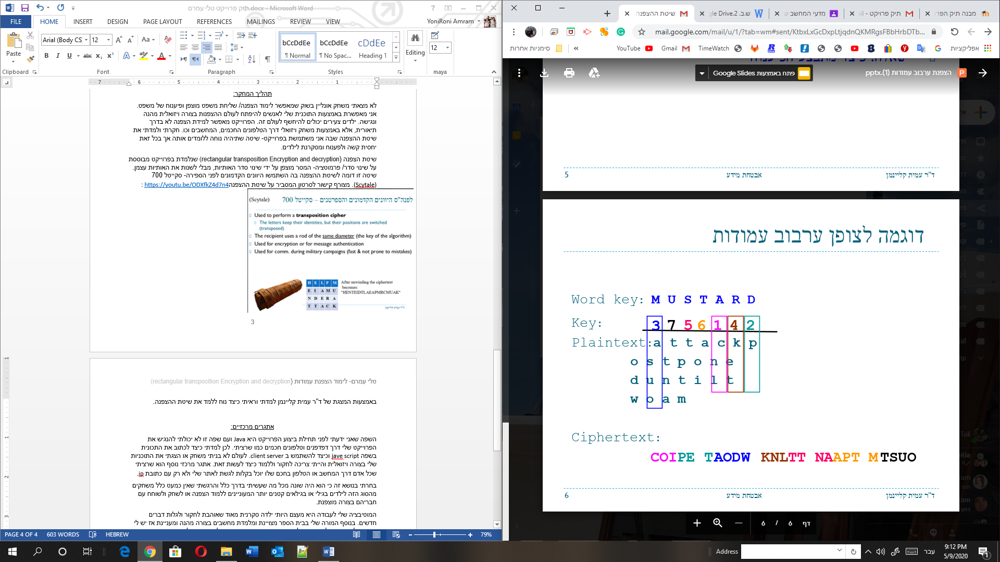 תיק פרוייקט טלי עמרם.docx - Microsoft Word
FILE HOME INSERT DESIGN PAGE LAYOUT REFERENCES MAILINGS REVIEW VIEW YoniRoni Amram
Paste Arial (Body CS) 12
bCcDdEe bCcDdEe cDdEe
¶ Normal ¶ No Spac... Heading 1
Editing 12
Clipboard Font Paragraph Styles maya
תהליך המחקר:
לא מצאתי משחק אונליין בשוק שמאפשר לימוד הצפנה/ שליחת משפט מוצפן ופיענוח של משפט.
אני מאפשרת באמצעות התוכנית שלי לאנשים להיפתח לעולם ההצפנות בצורה ויזואלית מהנה
ונגישה. ילדים צעירים יכולים להיחשף לעולם זה. הפרוייקט מאפשר למידת הצפנה לא בדרך
תיאורית, אלא באמצעות משחק ויזואלי דרך הטלפונים החכמים, המחשבים וכו. חקרתי ולמדתי את
שיטת ההצפנה שבה אני משתמשת בפרוייקט- שיטה שתיהיה נוחה ללומדים אותה אך בכל זאת
יחסית קשה ולפענוח ומסקרנת לילדים.
שיטת הצפנה (rectangular transposition Encryption and decryption) שנלמדת בפרוייקט מבוססת
על שינוי סדר/ פרמוטציה- המסר מוצפן על ידי שינוי סדר האותיות, מבלי לשנות את האותיות עצמן.
שיטה זו דומה לשיטת ההצפנה בה השתמשו היוונים הקדמונים לפני הספירה- סקייטל 700
(Scytale). מצורף קישור לסרטון המסביר על שיטת ההצפנה https://youtu.be/ODXfkZ4d7n4 :
לפנה"ס היוונים הקדמונים והספרטנים – סקייטל 700 (Scytale)
Used to perform a transposition cipher
The letters keep their identities, but their positions are switched
(transposed)
The recipient uses a rod of the same diameter (the key of the algorithm)
Used for encryption or for message authentication
Used for comm. during military campaigns (fast & not prone to mistakes)
H E L P M
E I A M U
N D E R A
T T A C K
After unwinding the ciphertext
becomes:
"HENTEIDTLAEAPMRCMUAK"
ד"ר עמית קליינמן
3
טלי עמרם- לימוד הצפנת עמודות (rectangular transposition Encryption and decryption)
באמצעות המצגת של ד"ר עמית קליינמן למדתי וראיתי כיצד נוח ללמד את שיטת ההצפנה.
אתגרים מרכזיים:
השפה שאני ידעתי לפני תחילת ביצוע הפרוייקט היא Java ועם שפה זו לא יכולתי להנגיש את
הפרוייקט שלי דרך דפדפנים וטלפונים חכמים כמו שרציתי. לכן למדתי כיצד לכתוב את התכונית
בשפה jave script וכיצד להשתמש ב client server. לעולם לא בניתי משחק או הצגתי את התוכניות
שלי בצורה ויזואלית והייתי צריכה לחקור וללמוד כיצד לעשות זאת. אתגר מרכזי נוסף הוא שרציתי
שכל אדם דרך המחשב או הטלפון בחכם שלו יוכל בקלות לגשת לאתר שלי ולא רק עם כתובת ip.
בחרתי בנושא זה כי הוא היה שונה מכל מה שעשיתי בדרך כלל והרגשתי שאין כמעט כלל משחקים
מהסוג הזה לילדים בגילי או בגילאים קטנים יותר המעוניינים ללמוד הצפנה או לשחק ולשוחח עם
חבריהם בצורה מוצפנת.
המוטיבציה שלי לעבודה היא מעצם היותי ילדה סקרנית מאוד שאוהבת לחקור ולגלות דברים
חדשים. בנוסף המורה שלי בבית הספר מצויינת ומלמדת מחשבים בצורה מהנה ומעניינת אז יש לי
PAGE 4 OF 4 603 WORDS HEBREW 79%
שיטת ההצפנה
ש.ב. 2
מדעי המחשב
תיק פרויקט
מבנה תיק הפרו
mail.google.com/mail/u/1/?tab=wm#sent/KtbxLxGcDxpLtjqdnQKMRgsFBbHrbDTb...
אפליקציות TimeWatch Gmail YouTube » סימניות אחרות
הצפנת ערבוב עמודות (1).pptx
פתח באמצעות Google Slides
5 אבטחת מידע ד"ר עמית קליינמן
דוגמה לצופן ערבוב עמודות
Word key: M U S T A R D
Key: 3 7 5 6 1 4 2
Plaintext: a t t a c k p
o s t p o n e
d u n t i l t
w o a m
Ciphertext:
COIPE TAODW KNLTT NAAPT MTSUO
6 אבטחת מידע ד"ר עמית קליינמן
דף 6 / 6
Address עבר 9:12 PM
5/9/2020